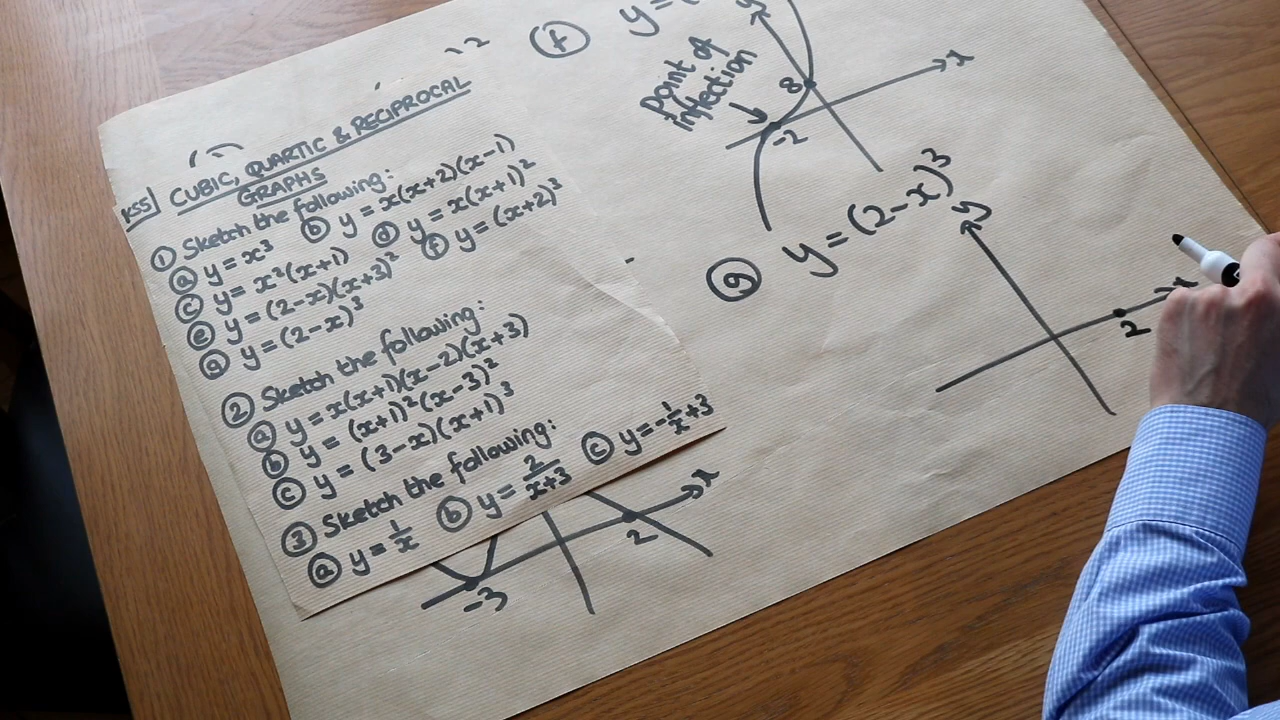 KS5 CUBIC, QUARTIC & RECIPROCAL
GRAPHS
① Sketch the following:
ⓐ y = x³ ⓑ y = x(x+2)(x-1)
ⓒ y = x²(x+1) ⓓ y = x(x+1)²
ⓔ y = (2-x)(x+3)² ⓕ y = (x+2)³
ⓐ y = (2-x)³
② Sketch the following:
ⓐ y = x(x+1)(x-2)(x+3)
ⓑ y = (x+1)²(x-3)²
ⓒ y = (3-x)(x+1)³
③ Sketch the following:
ⓐ y = 1/x ⓑ y = 2/(x+3) ⓒ y = -1/x + 3
-3
2
x
ⓕ y = (
y
x
8
-2
Point of
inflection
ⓖ y = (2-x)³
y
x
2